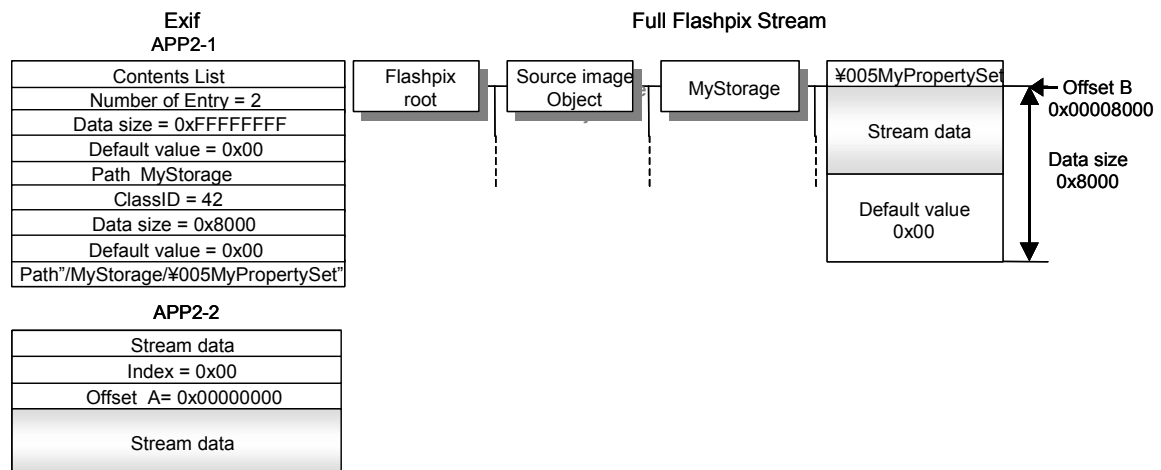 Exif
APP2-1
Contents List
Number of Entry = 2
Data size = 0xFFFFFFFF
Default value = 0x00
Path MyStorage
ClassID = 42
Data size = 0x8000
Default value = 0x00
Path"/MyStorage/¥005MyPropertySet"
APP2-2
Stream data
Index = 0x00
Offset A= 0x00000000
Stream data
Full Flashpix Stream
Flashpix
root
Source image
Object
MyStorage
¥005MyPropertySet
Stream data
Default value
0x00
Offset B
0x00008000
Data size
0x8000